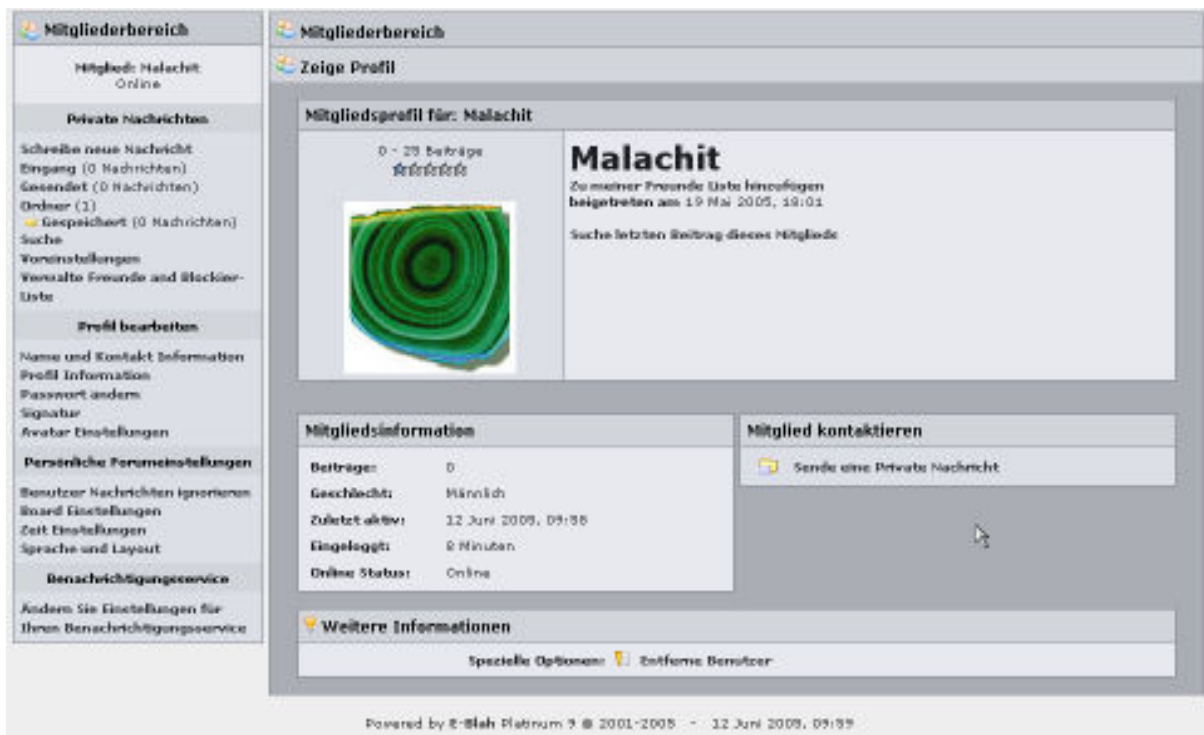 Mitgliederbereich
Mitglied: Malachit
Online
Private Nachrichten
Schreibe neue Nachricht
Eingang (0 Nachrichten)
Gesendet (0 Nachrichten)
Ordner (1)
Gespeichert (0 Nachrichten)
Suche
Voreinstellungen
Verwalte Freunde and Blockier-
Liste
Profil bearbeiten
Name und Kontakt Information
Profil Information
Passwort ändern
Signatur
Avatar Einstellungen
Persönliche Forumeinstellungen
Benutzer Nachrichten ignorieren
Board Einstellungen
Zeit Einstellungen
Sprache und Layout
Benachrichtigungsservice
Ändern Sie Einstellungen für
Ihren Benachrichtigungsservice
Mitgliederbereich
Zeige Profil
Mitgliedsprofil für: Malachit
0 - 29 Beiträge
Malachit
Zu meiner Freunde Liste hinzufügen
beigetreten am 19 Mai 2005, 18:01
Suche letzten Beitrag dieses Mitglieds
Mitgliedsinformation
Beiträge: 0
Geschlecht: Männlich
Zuletzt aktiv: 12 Juni 2005, 09:58
Eingeloggt: 8 Minuten
Online Status: Online
Mitglied kontaktieren
Sende eine Private Nachricht
Weitere Informationen
Spezielle Optionen: Entferne Benutzer
Powered by E-Blah Platinum 9 © 2001-2005 - 12 Juni 2005, 09:59